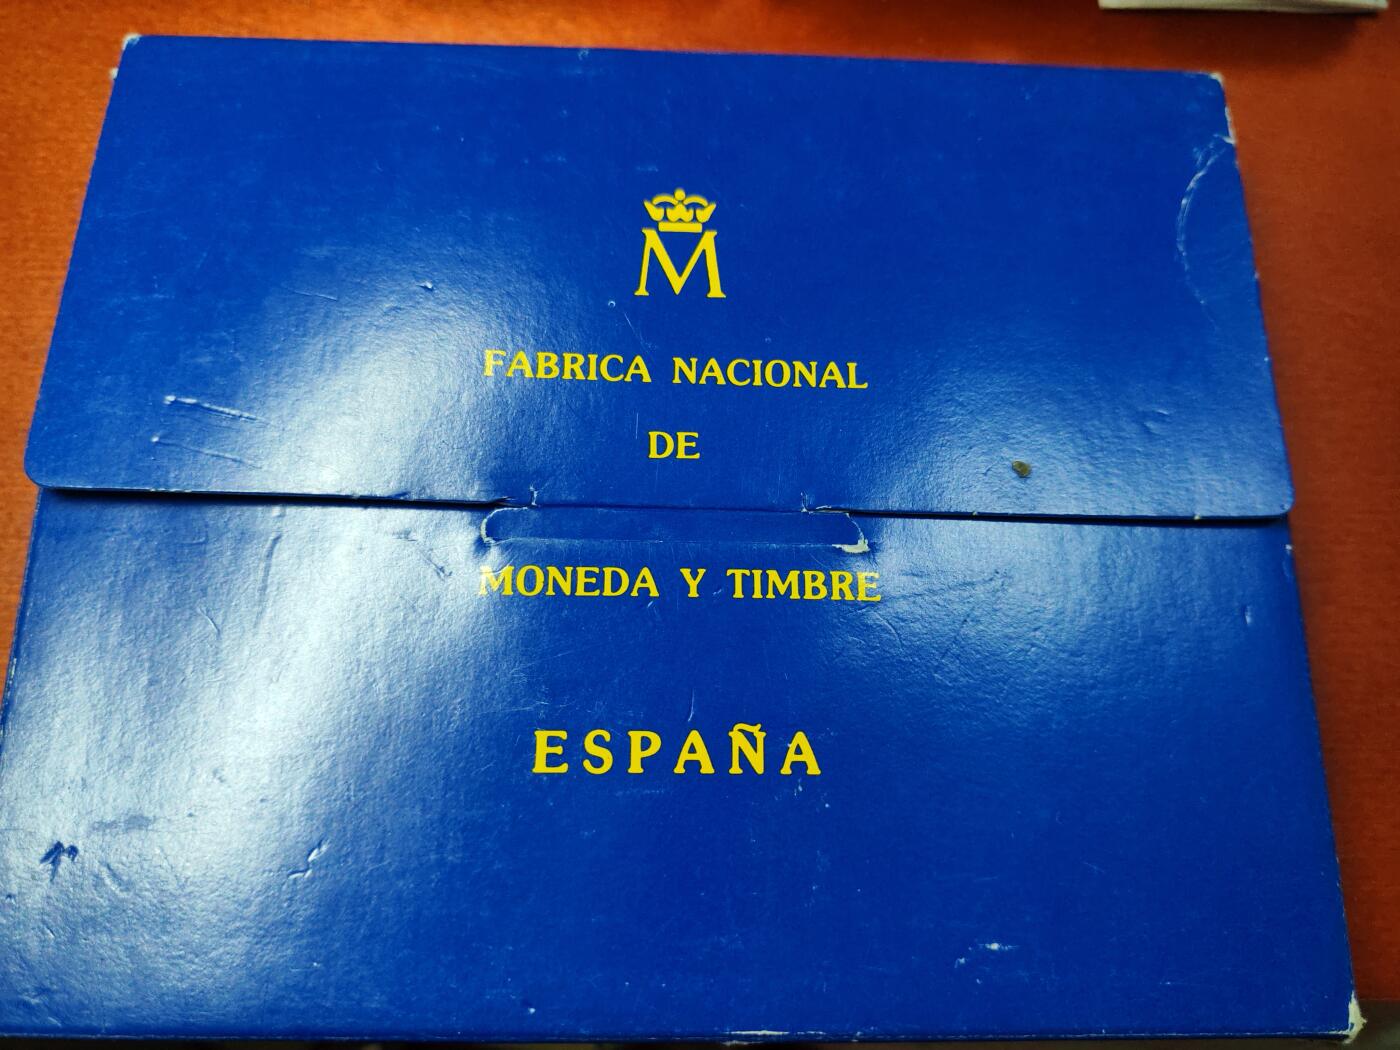 M
FABRICA NACIONAL
DE
MONEDA Y TIMBRE
ESPAÑA